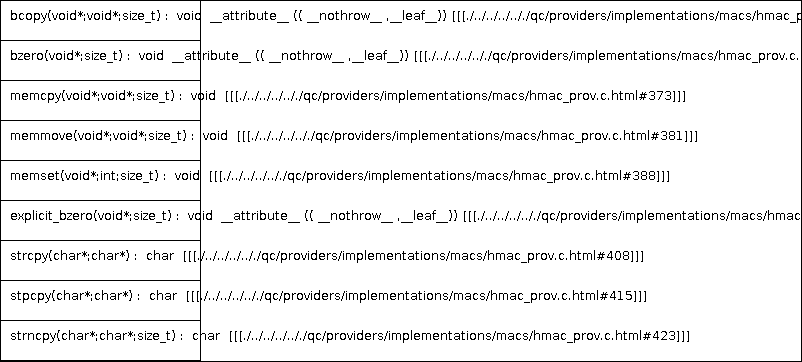 bcopy(void*;void*;size_t) : void __attribute__ (( __nothrow__ ,__leaf__)) [[[./../../../../qc/providers/implementations/macs/hmac_prov.c.html#
bzero(void*;size_t) : void __attribute__ (( __nothrow__ ,__leaf__)) [[[./../../../../qc/providers/implementations/macs/hmac_prov.c.
memcpy(void*;void*;size_t) : void [[[./../../../../qc/providers/implementations/macs/hmac_prov.c.html#373]]]
memmove(void*;void*;size_t) : void [[[./../../../../qc/providers/implementations/macs/hmac_prov.c.html#381]]]
memset(void*;int;size_t) : void [[[./../../../../qc/providers/implementations/macs/hmac_prov.c.html#388]]]
explicit_bzero(void*;size_t) : void __attribute__ (( __nothrow__ ,__leaf__)) [[[./../../../../qc/providers/implementations/macs/hmac
strcpy(char*;char*) : char [[[./../../../../qc/providers/implementations/macs/hmac_prov.c.html#408]]]
stpcpy(char*;char*) : char [[[./../../../../qc/providers/implementations/macs/hmac_prov.c.html#415]]]
strncpy(char*;char*;size_t) : char [[[./../../../../qc/providers/implementations/macs/hmac_prov.c.html#423]]]